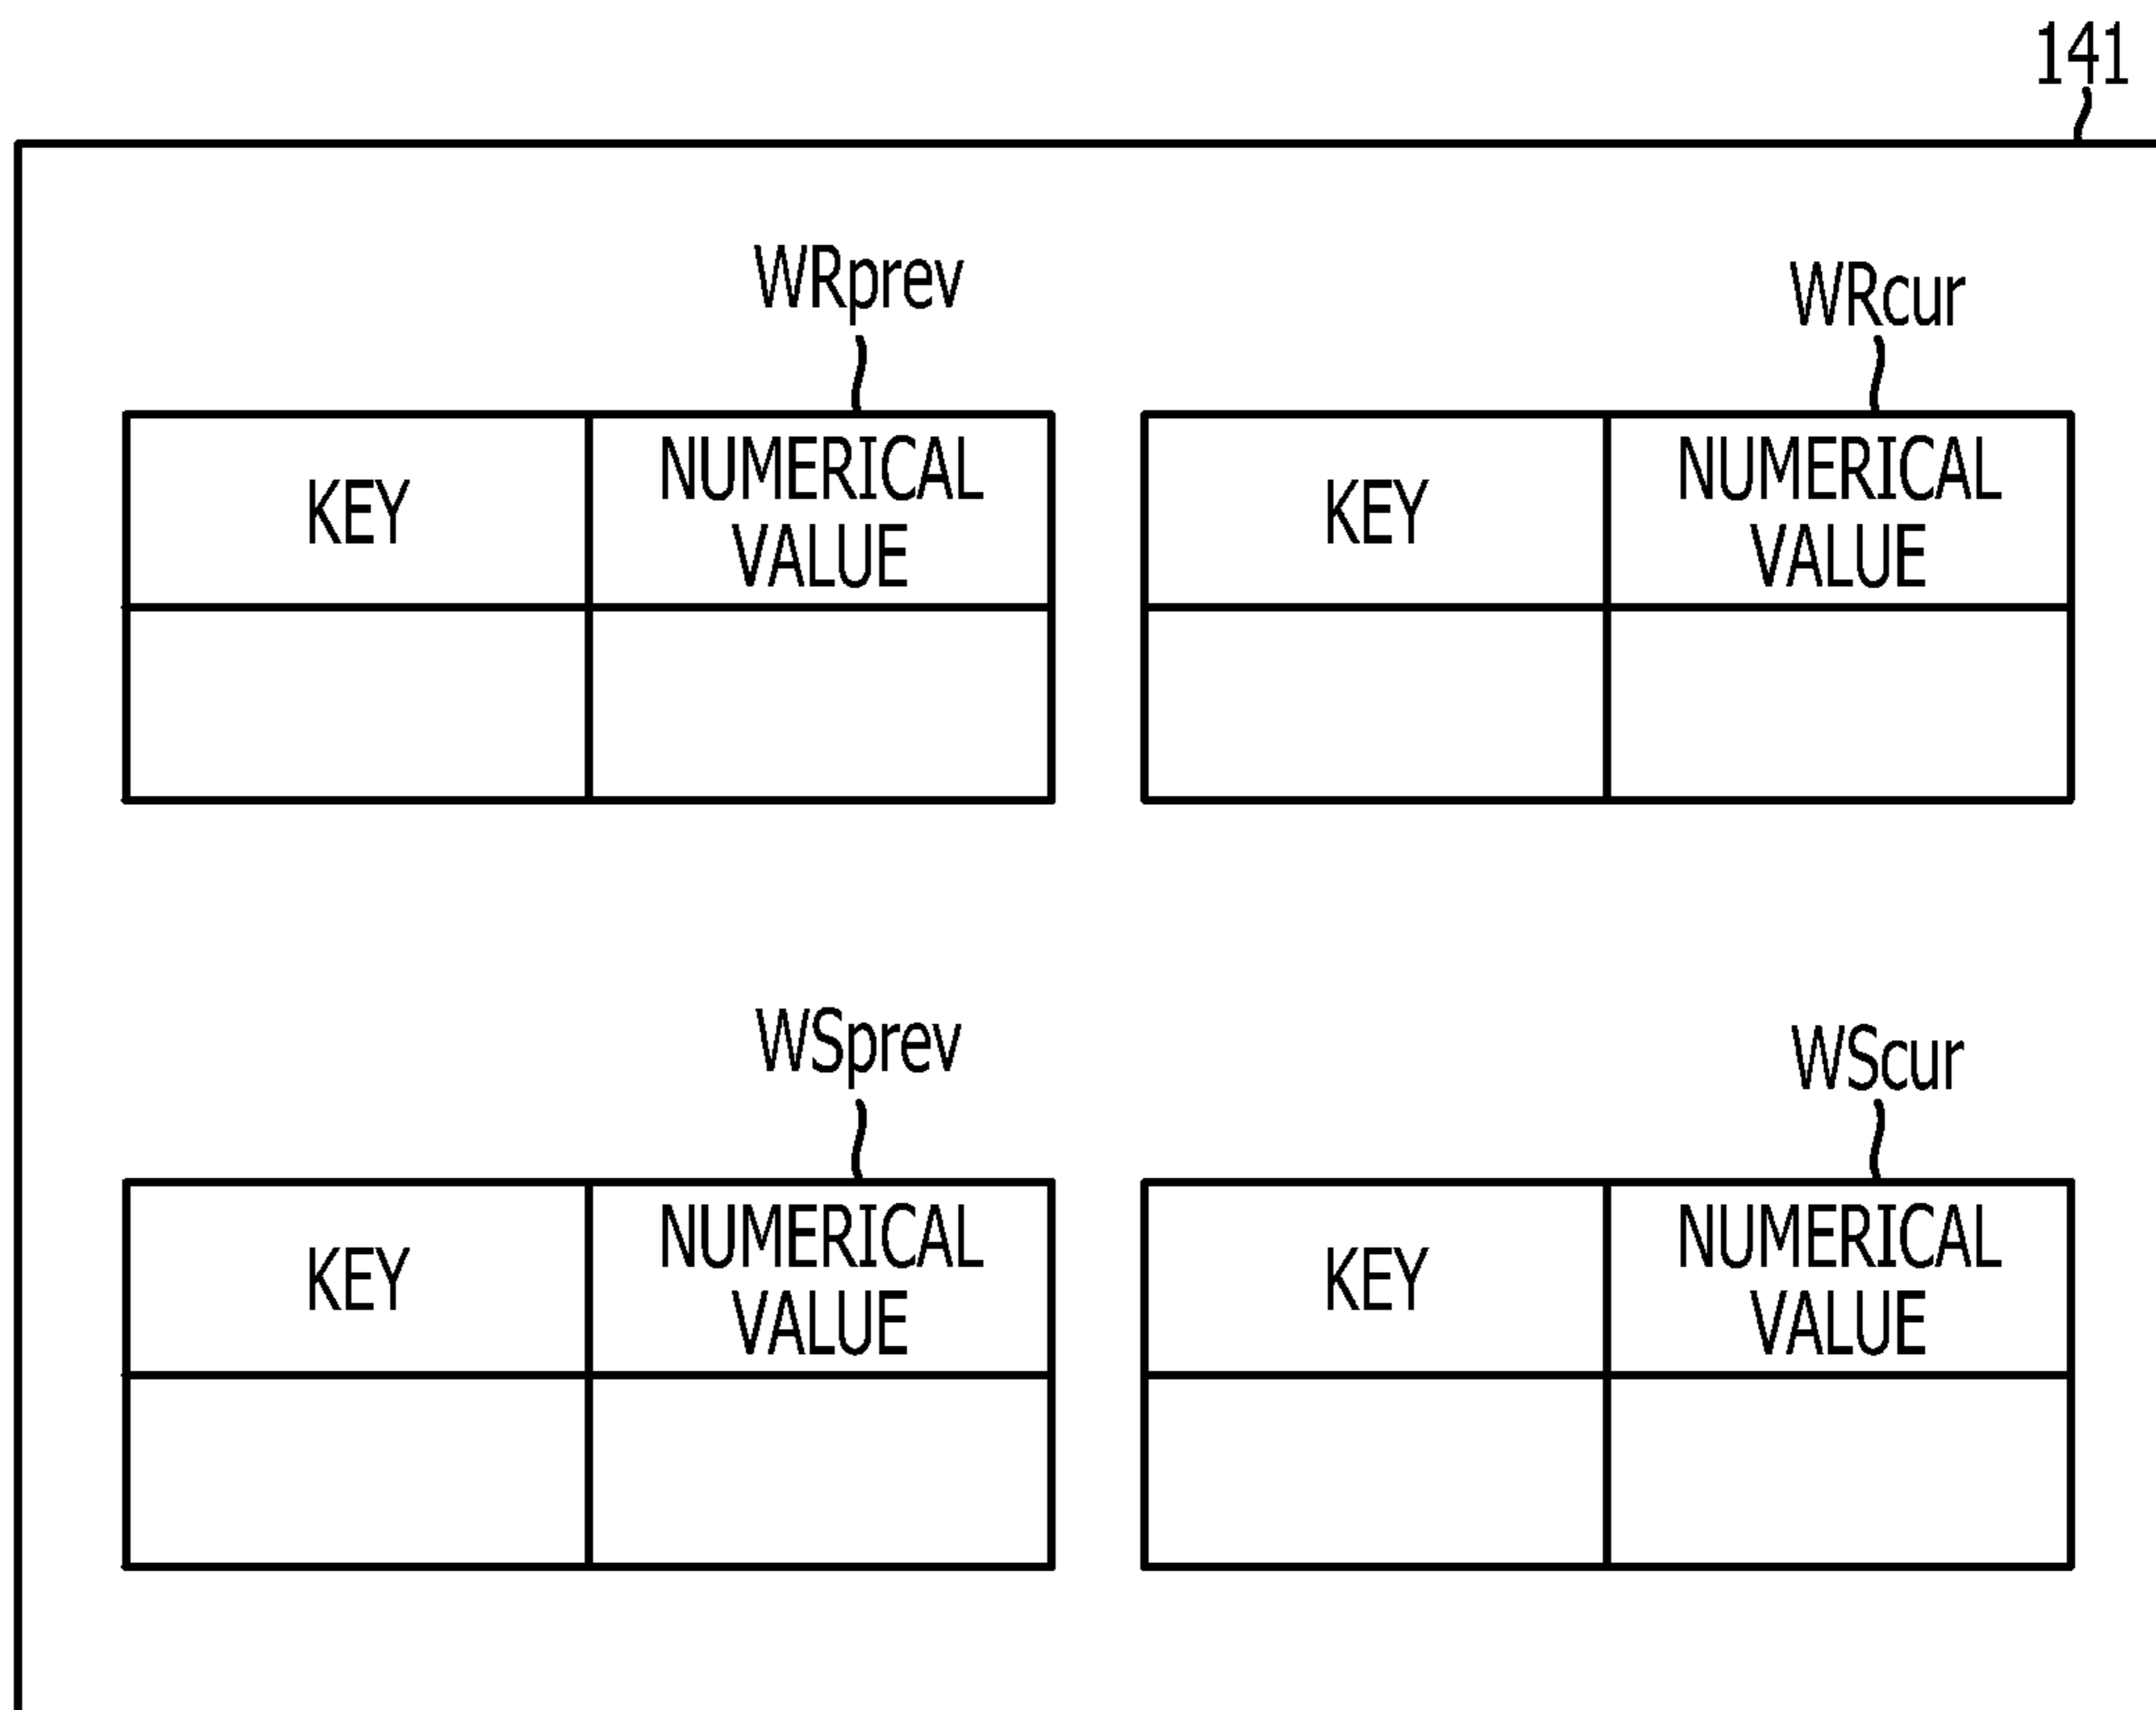 141
WRprev
WRcur
KEY
NUMERICAL
VALUE
KEY
NUMERICAL
VALUE
WSprev
WScur
KEY
NUMERICAL
VALUE
KEY
NUMERICAL
VALUE